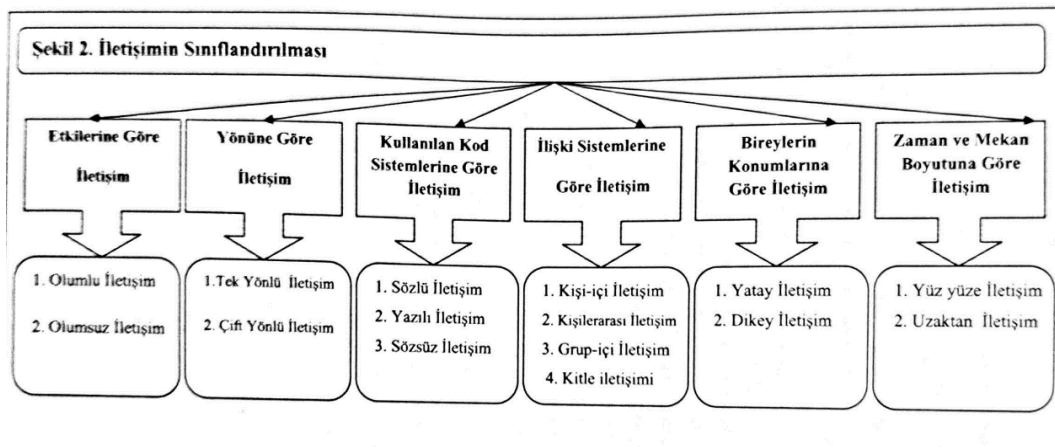 Şekil 2. İletişimin Sınıflandırılması
Etkilerine Göre
İletişim
1. Olumlu İletişim
2. Olumsuz İletişim
Yönüne Göre
İletişim
1.Tek Yönlü İletişim
2. Çift Yönlü İletişim
Kullanılan Kod
Sistemlerine Göre
İletişim
1. Sözlü İletişim
2. Yazılı İletişim
3. Sözsüz İletişim
İlişki Sistemlerine
Göre İletişim
1. Kişi-içi İletişim
2. Kişilerarası İletişim
3. Grup-içi İletişim
4. Kitle iletişimi
Bireylerin
Konumlarına
Göre İletişim
1. Yatay İletişim
2. Dikey İletişim
Zaman ve Mekan
Boyutuna Göre
İletişim
1. Yüz yüze İletişim
2. Uzaktan İletişim